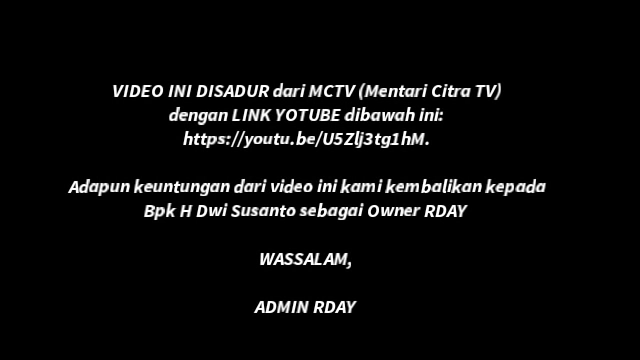 VIDEO INI DISADUR dari MCTV (Mentari Citra TV)
dengan LINK YOTUBE dibawah ini:
https://youtu.be/U5Zlj3tg1hM.
Adapun keuntungan dari video ini kami kembalikan kepada
Bpk H Dwi Susanto sebagai Owner RDAY
WASSALAM,
ADMIN RDAY